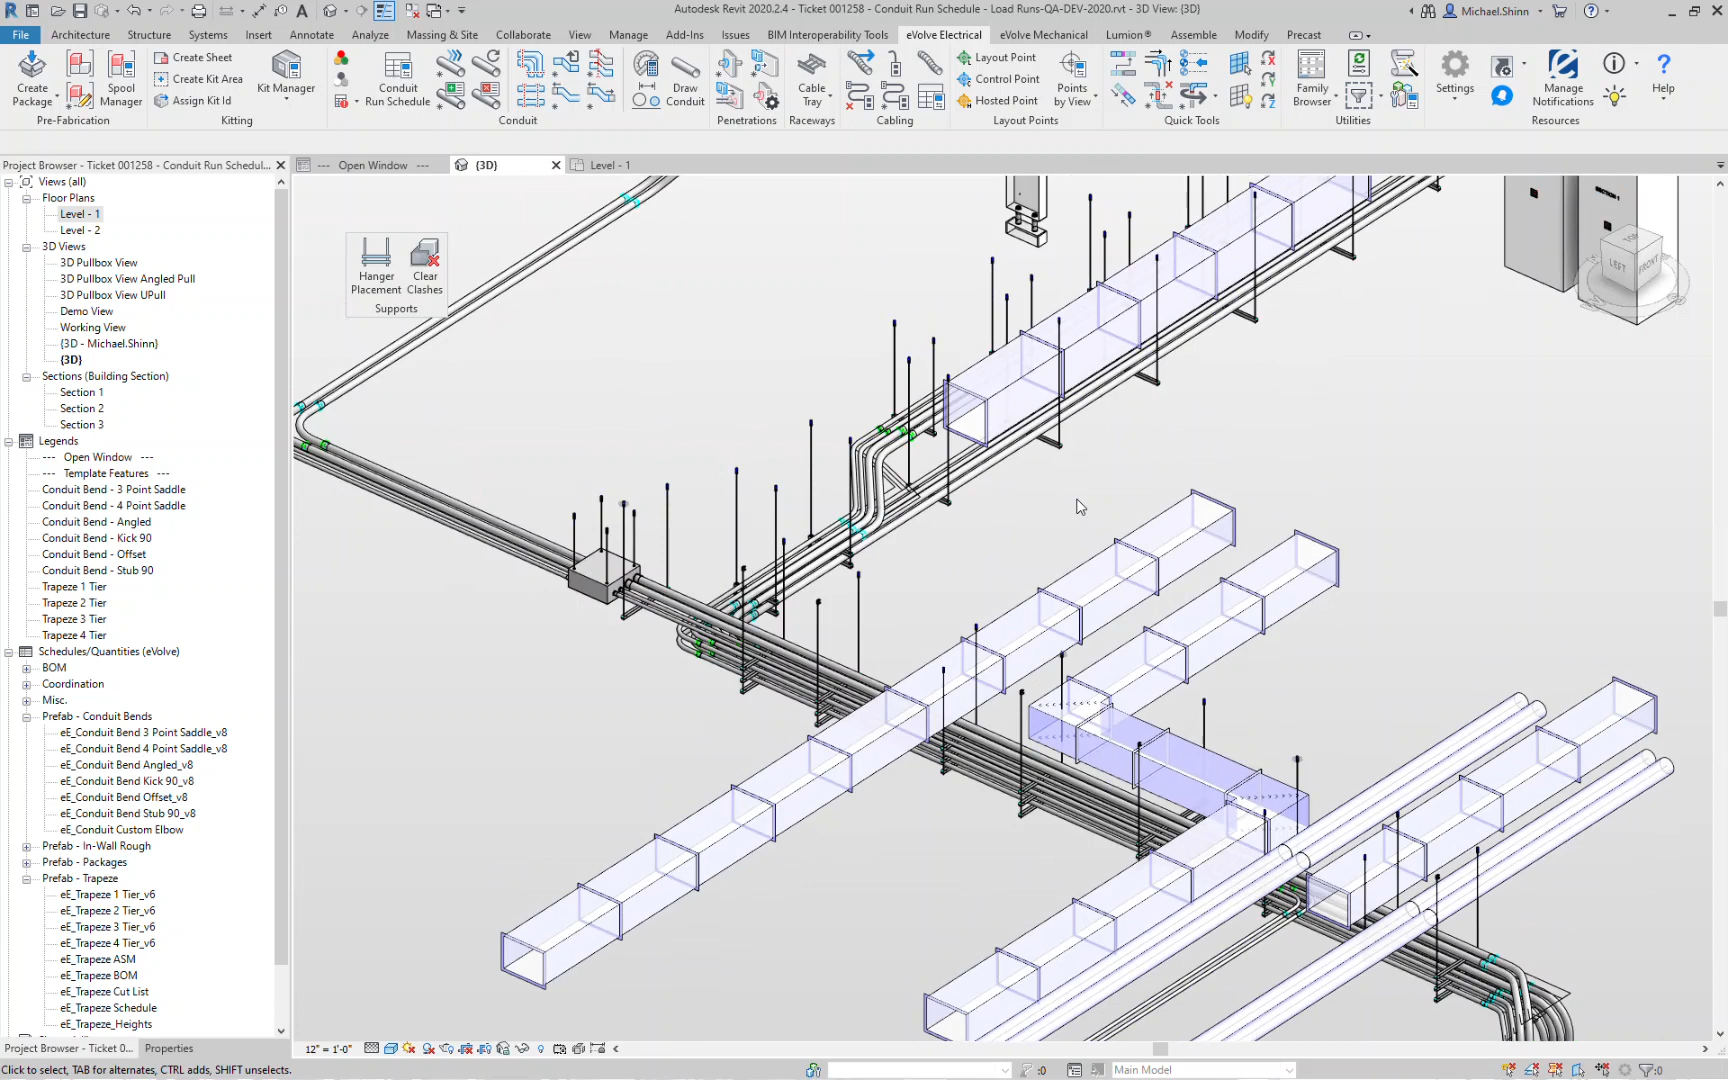 Autodesk Revit 2020.2.4 - Ticket 001258 - Conduit Run Schedule - Load Runs-QA-DEV-2020.rvt - 3D View: {3D}
Michael.Shinn
File Architecture Structure Systems Insert Annotate Analyze Massing & Site Collaborate View Manage Add-Ins Issues BIM Interoperability Tools eVolve Electrical eVolve Mechanical Lumion® Assemble Modify Precast
Create Package
Spool Manager
Pre-Fabrication
Create Sheet
Create Kit Area
Assign Kit Id
Kit Manager
Kitting
Conduit Run Schedule
Draw Conduit
Conduit
Penetrations
Cable Tray
Raceways
Cabling
Layout Point
Control Point
Hosted Point
Points by View
Layout Points
Quick Tools
Family Browser
Utilities
Settings
Manage Notifications
Resources
Help
Project Browser - Ticket 001258 - Conduit Run Schedul...
--- Open Window ---
{3D}
Level - 1
Views (all)
Floor Plans
Level - 1
Level - 2
3D Views
3D Pullbox View
3D Pullbox View Angled Pull
3D Pullbox View UPull
Demo View
Working View
{3D - Michael.Shinn}
{3D}
Sections (Building Section)
Section 1
Section 2
Section 3
Legends
--- Open Window ---
--- Template Features ---
Conduit Bend - 3 Point Saddle
Conduit Bend - 4 Point Saddle
Conduit Bend - Angled
Conduit Bend - Kick 90
Conduit Bend - Offset
Conduit Bend - Stub 90
Trapeze 1 Tier
Trapeze 2 Tier
Trapeze 3 Tier
Trapeze 4 Tier
Schedules/Quantities (eVolve)
BOM
Coordination
Misc.
Prefab - Conduit Bends
eE_Conduit Bend 3 Point Saddle_v8
eE_Conduit Bend 4 Point Saddle_v8
eE_Conduit Bend Angled_v8
eE_Conduit Bend Kick 90_v8
eE_Conduit Bend Offset_v8
eE_Conduit Bend Stub 90_v8
eE_Conduit Custom Elbow
Prefab - In-Wall Rough
Prefab - Packages
Prefab - Trapeze
eE_Trapeze 1 Tier_v6
eE_Trapeze 2 Tier_v6
eE_Trapeze 3 Tier_v6
eE_Trapeze 4 Tier_v6
eE_Trapeze ASM
eE_Trapeze BOM
eE_Trapeze Cut List
eE_Trapeze Schedule
eE_Trapeze_Heights
Hanger Placement
Clear Clashes
Supports
TOP
LEFT
FRONT
Project Browser - Ticket 0...
Properties
12" = 1'-0"
Click to select, TAB for alternates, CTRL adds, SHIFT unselects.
:0
Main Model
:0